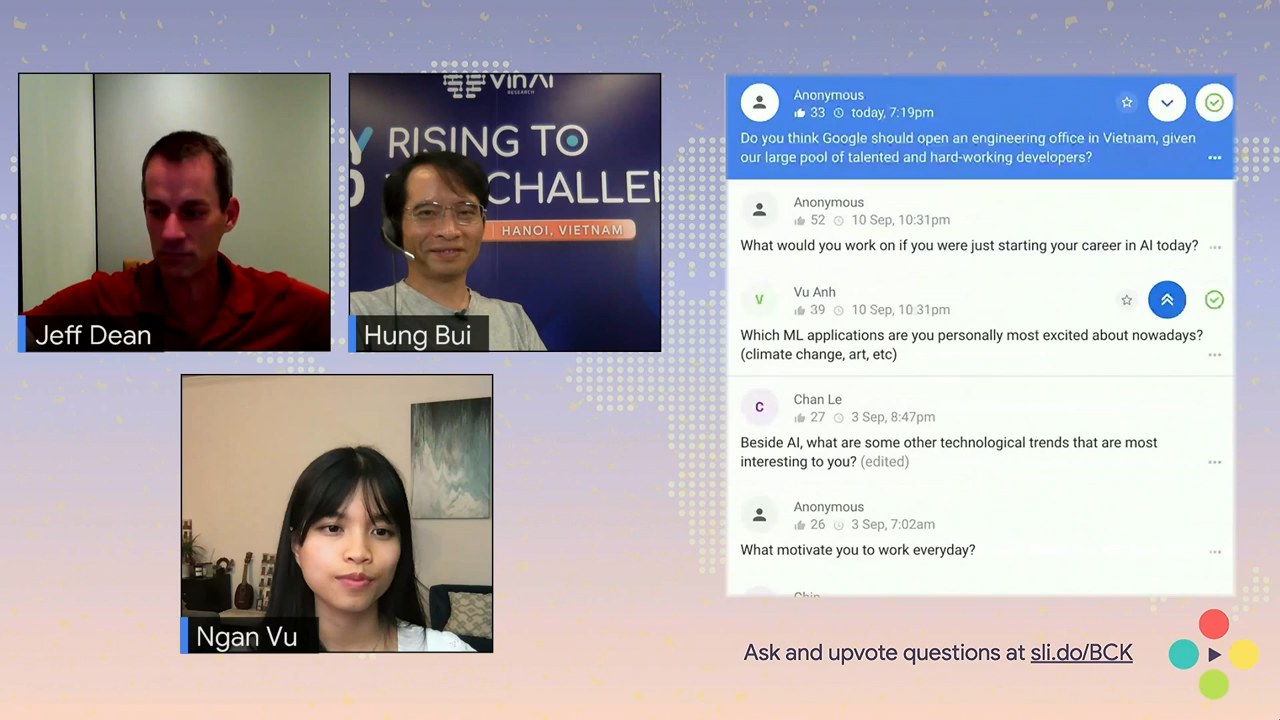 VinAI
RESEARCH
Y RISING TO
CHALLEN
HANOI, VIETNAM
Jeff Dean
Hung Bui
Ngan Vu
Anonymous
33 today, 7:19pm
Do you think Google should open an engineering office in Vietnam, given
our large pool of talented and hard-working developers?
Anonymous
52 10 Sep, 10:31pm
What would you work on if you were just starting your career in AI today?
V
Vu Anh
39 10 Sep, 10:31pm
Which ML applications are you personally most excited about nowadays?
(climate change, art, etc)
C
Chan Le
27 3 Sep, 8:47pm
Beside AI, what are some other technological trends that are most
interesting to you? (edited)
Anonymous
26 3 Sep, 7:02am
What motivate you to work everyday?
Ask and upvote questions at sli.do/BCK